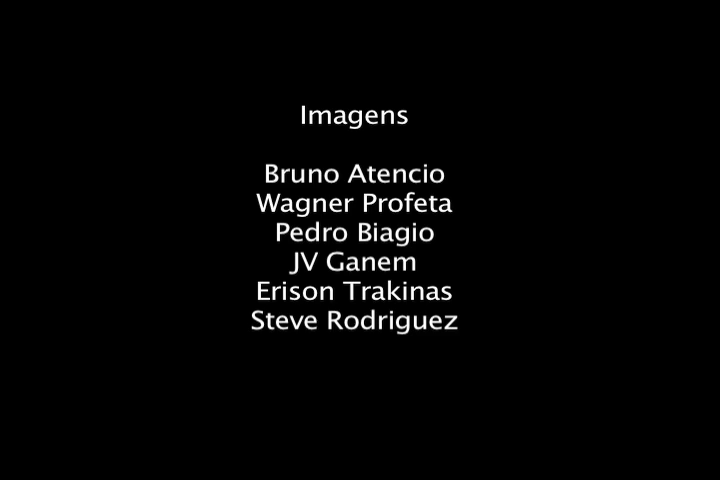 Imagens
Bruno Atencio
Wagner Profeta
Pedro Biagio
JV Ganem
Erison Trakinas
Steve Rodriguez